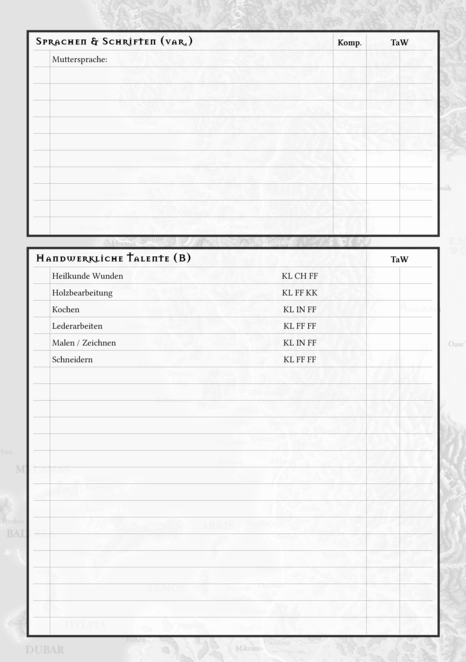 Sprachen & Schriften (var.) Komp. TaW
Muttersprache:
Handwerkliche Talente (B) TaW
Heilkunde Wunden KL CH FF
Holzbearbeitung KL FF KK
Kochen KL IN FF
Lederarbeiten KL FF FF
Malen / Zeichnen KL IN FF
Schneidern KL FF FF
DUBAR